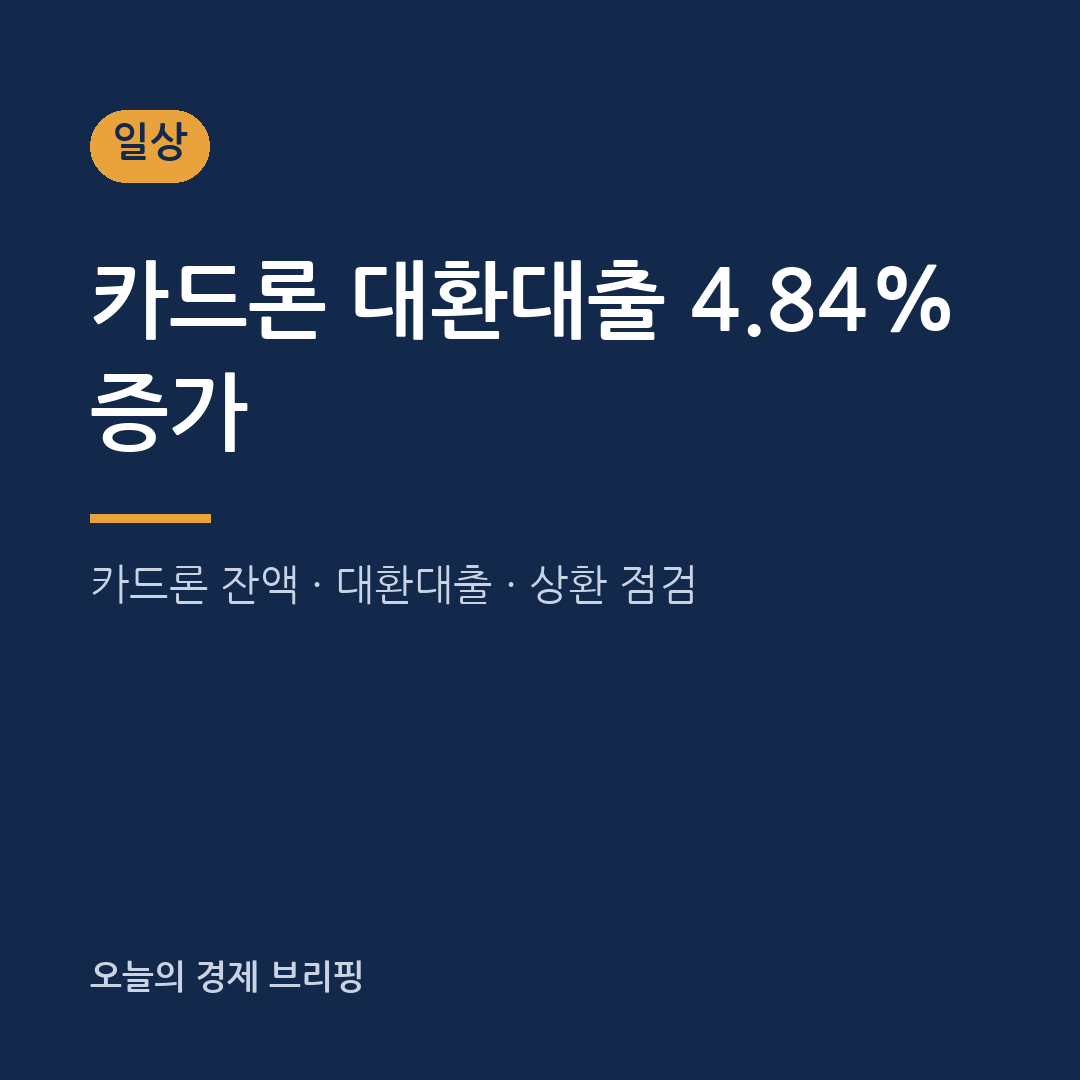 일상
카드론 대환대출 4.84%
증가
카드론 잔액 · 대환대출 · 상환 점검
오늘의 경제 브리핑